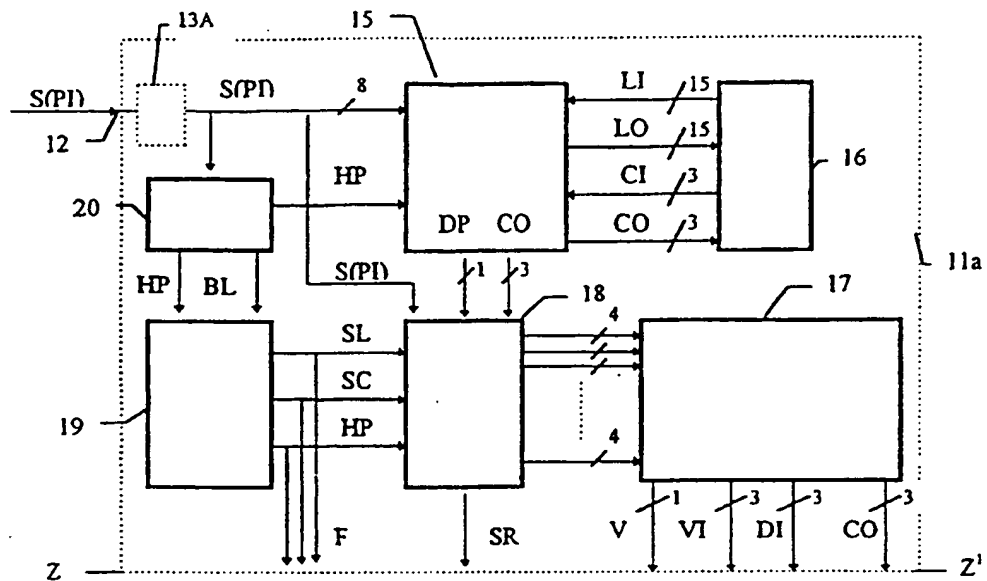 13A
15
S(PI)
S(PI)
8
LI
15
12
LO
15
16
HP
CI
3
20
DP
CO
CO
3
HP
BL
S(PI)
1
3
11a
18
17
SL
4
SC
19
HP
4
F
SR
V
1
VI
3
DI
3
CO
3
Z
Z'